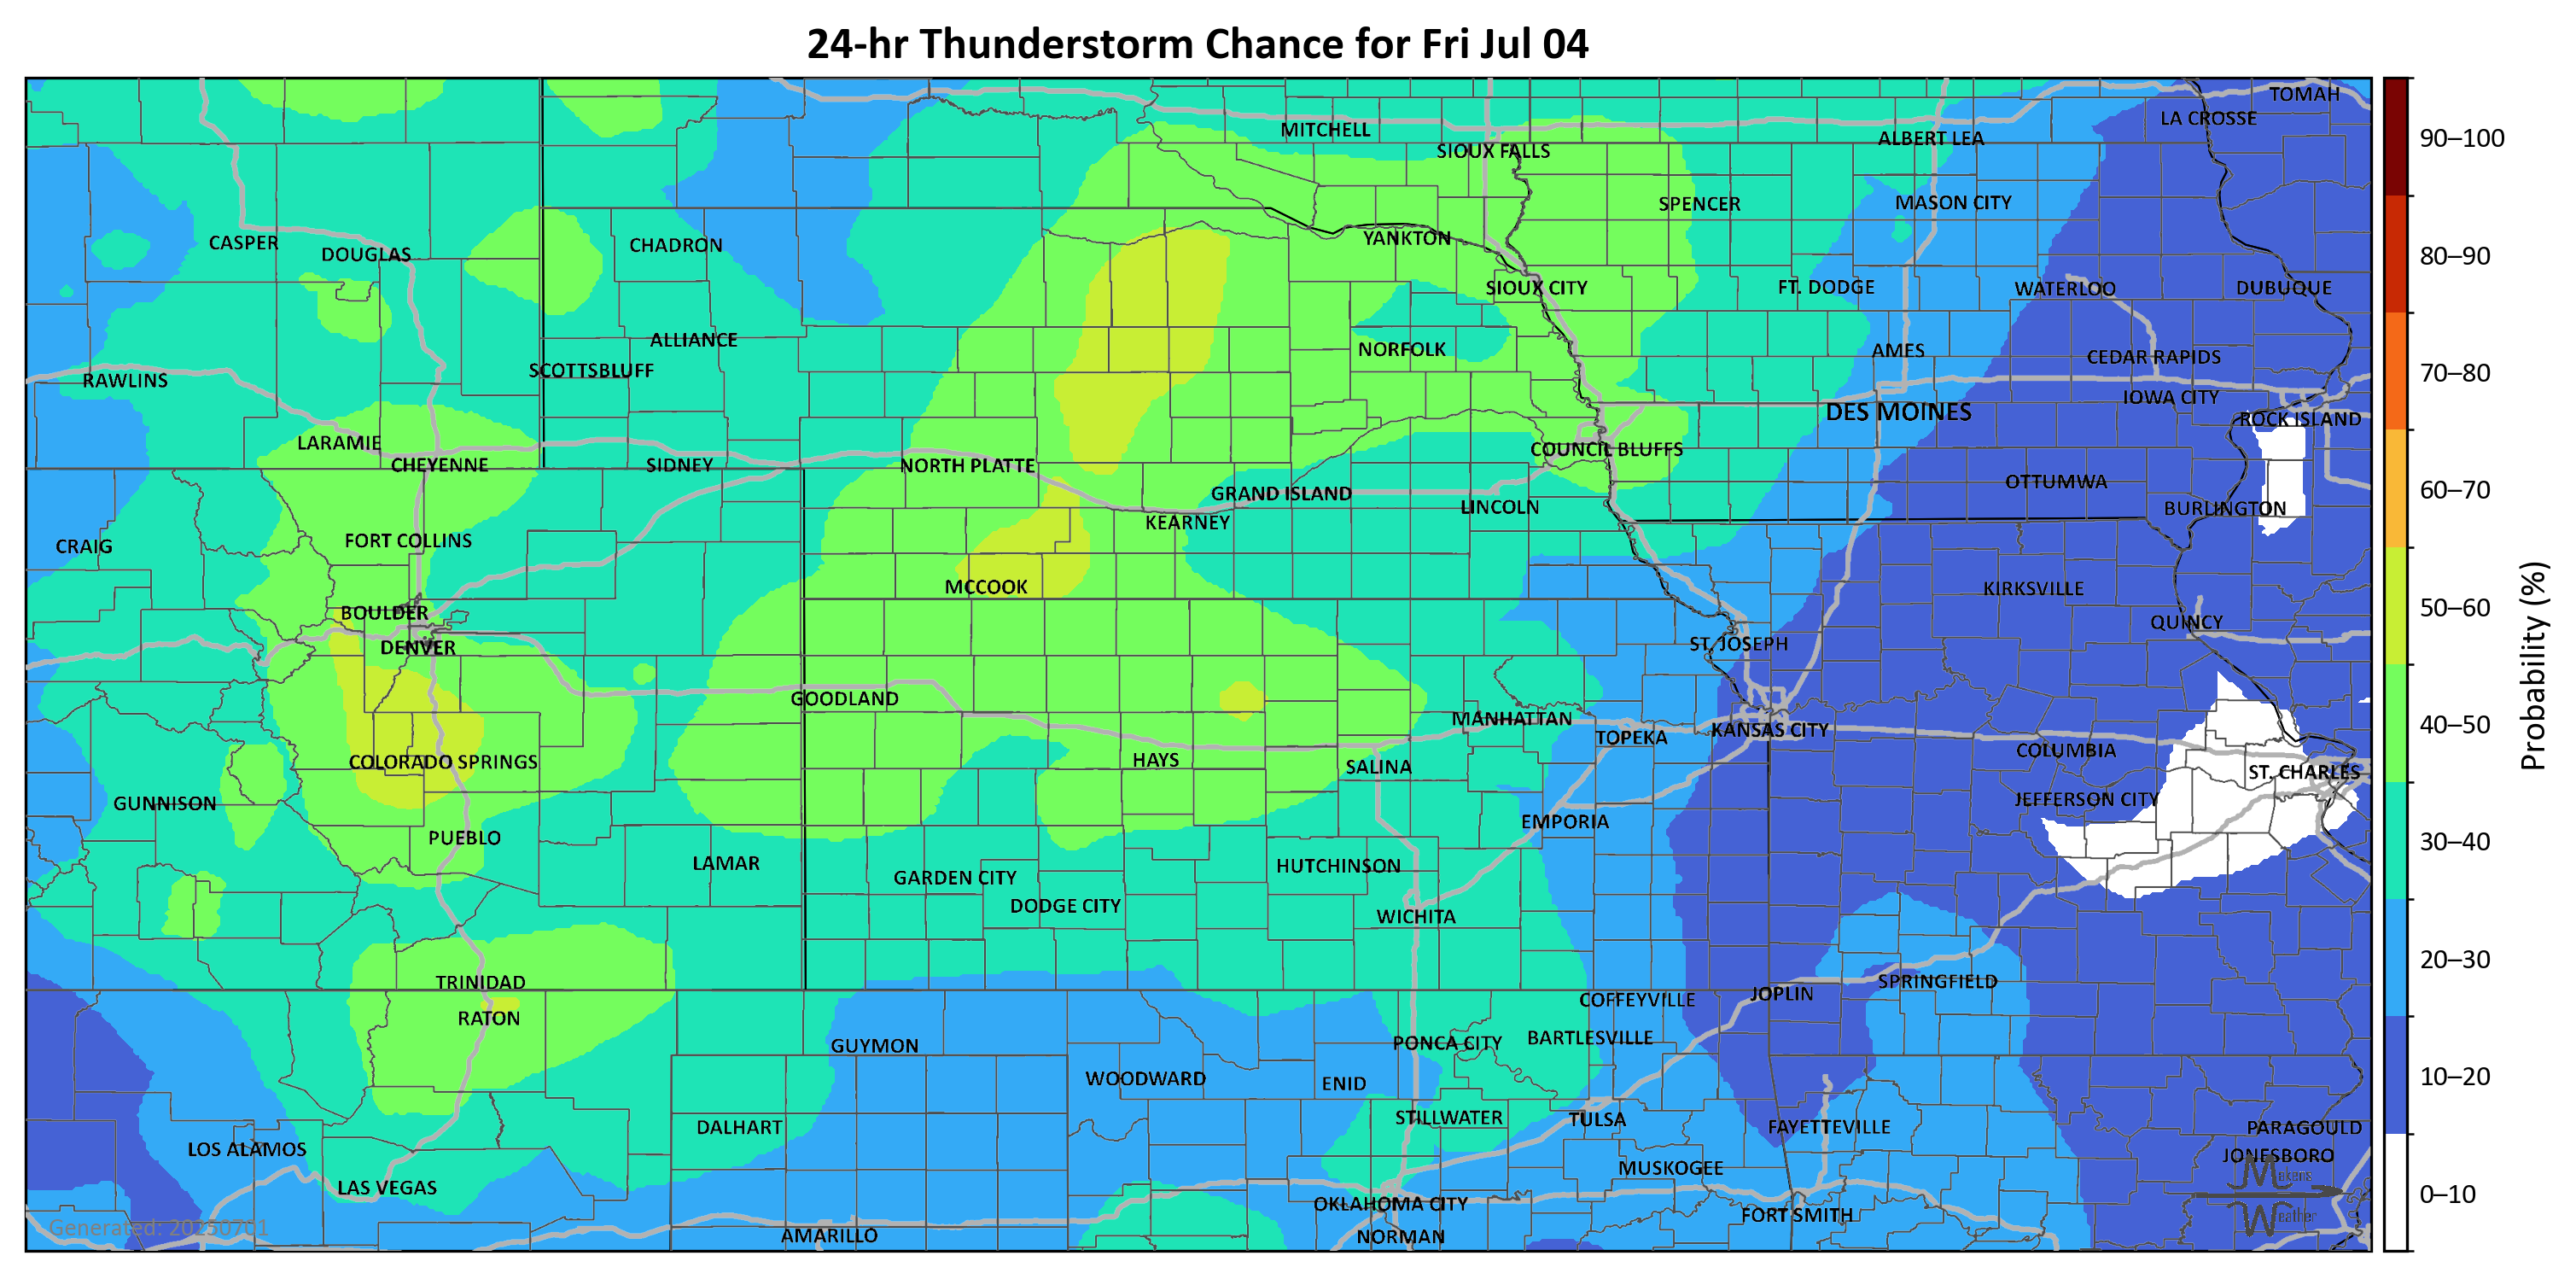 24-hr Thunderstorm Chance for Fri Jul 04
TOMAH
LA CROSSE
MITCHELL
ALBERT LEA
90–100
SIOUX FALLS
SPENCER
MASON CITY
CASPER
DOUGLAS
CHADRON
YANKTON
80–90
SIOUX CITY
FT. DODGE
WATERLOO
DUBUQUE
ALLIANCE
NORFOLK
AMES
CEDAR RAPIDS
RAWLINS
SCOTTSBLUFF
70–80
IOWA CITY
DES MOINES
ROCK ISLAND
LARAMIE
CHEYENNE
SIDNEY
NORTH PLATTE
COUNCIL BLUFFS
GRAND ISLAND
LINCOLN
OTTUMWA
60–70
KEARNEY
BURLINGTON
CRAIG
FORT COLLINS
MCCOOK
KIRKSVILLE
BOULDER
QUINCY
50–60
DENVER
ST. JOSEPH
GOODLAND
MANHATTAN
TOPEKA
KANSAS CITY
COLUMBIA
40–50
Probability (%)
COLORADO SPRINGS
HAYS
SALINA
ST. CHARLES
GUNNISON
JEFFERSON CITY
PUEBLO
EMPORIA
30–40
LAMAR
GARDEN CITY
HUTCHINSON
DODGE CITY
WICHITA
TRINIDAD
SPRINGFIELD
20–30
RATON
COFFEYVILLE
JOPLIN
GUYMON
PONCA CITY
BARTLESVILLE
WOODWARD
ENID
10–20
DALHART
STILLWATER
TULSA
FAYETTEVILLE
PARAGOULD
LOS ALAMOS
MUSKOGEE
JONESBORO
Mekens
LAS VEGAS
OKLAHOMA CITY
FORT SMITH
0–10
Weather
Generated: 20250701
AMARILLO
NORMAN